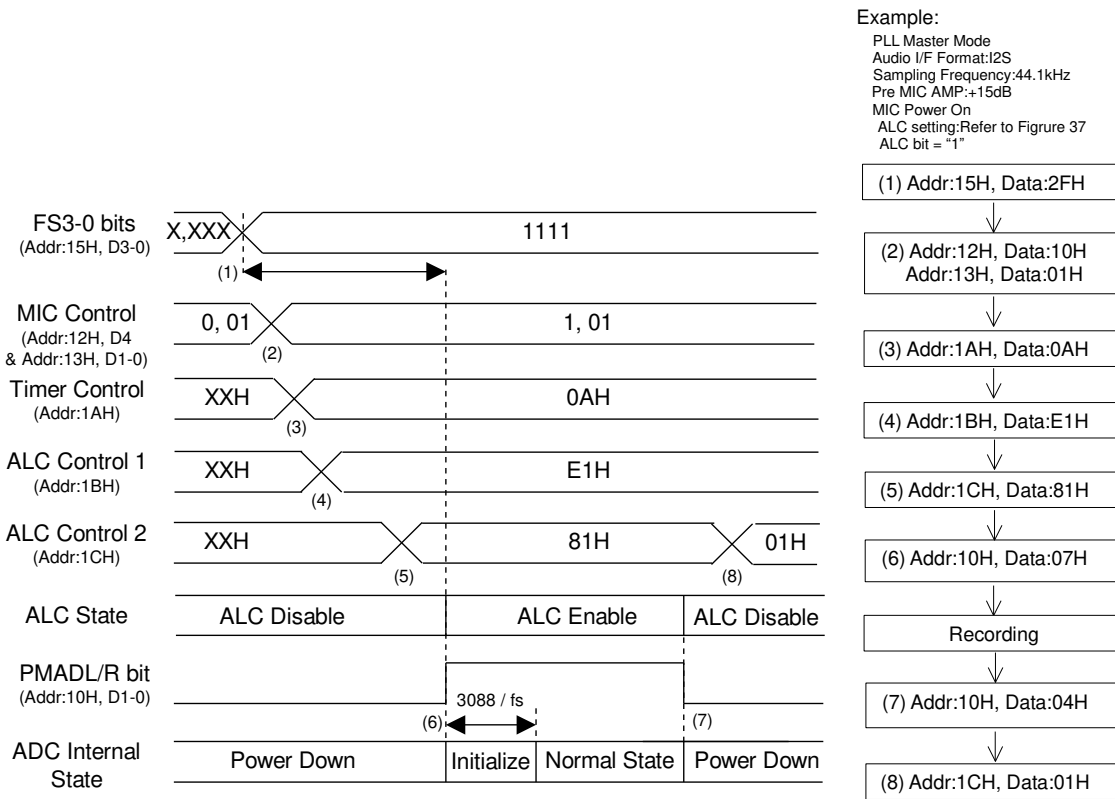 Example:
PLL Master Mode
Audio I/F Format:I2S
Sampling Frequency:44.1kHz
Pre MIC AMP:+15dB
MIC Power On
ALC setting:Refer to Figrure 37
ALC bit = “1”
(1) Addr:15H, Data:2FH
(2) Addr:12H, Data:10H
Addr:13H, Data:01H
(3) Addr:1AH, Data:0AH
(4) Addr:1BH, Data:E1H
(5) Addr:1CH, Data:81H
(6) Addr:10H, Data:07H
Recording
(7) Addr:10H, Data:04H
(8) Addr:1CH, Data:01H
FS3-0 bits
(Addr:15H, D3-0)
X,XXX
1111
(1)
MIC Control
(Addr:12H, D4
& Addr:13H, D1-0)
0, 01
1, 01
(2)
Timer Control
(Addr:1AH)
XXH
0AH
(3)
ALC Control 1
(Addr:1BH)
XXH
E1H
(4)
ALC Control 2
(Addr:1CH)
XXH
81H
01H
(5)
(8)
ALC State
ALC Disable
ALC Enable
ALC Disable
PMADL/R bit
(Addr:10H, D1-0)
3088 / fs
(6)
(7)
ADC Internal
State
Power Down
Initialize
Normal State
Power Down